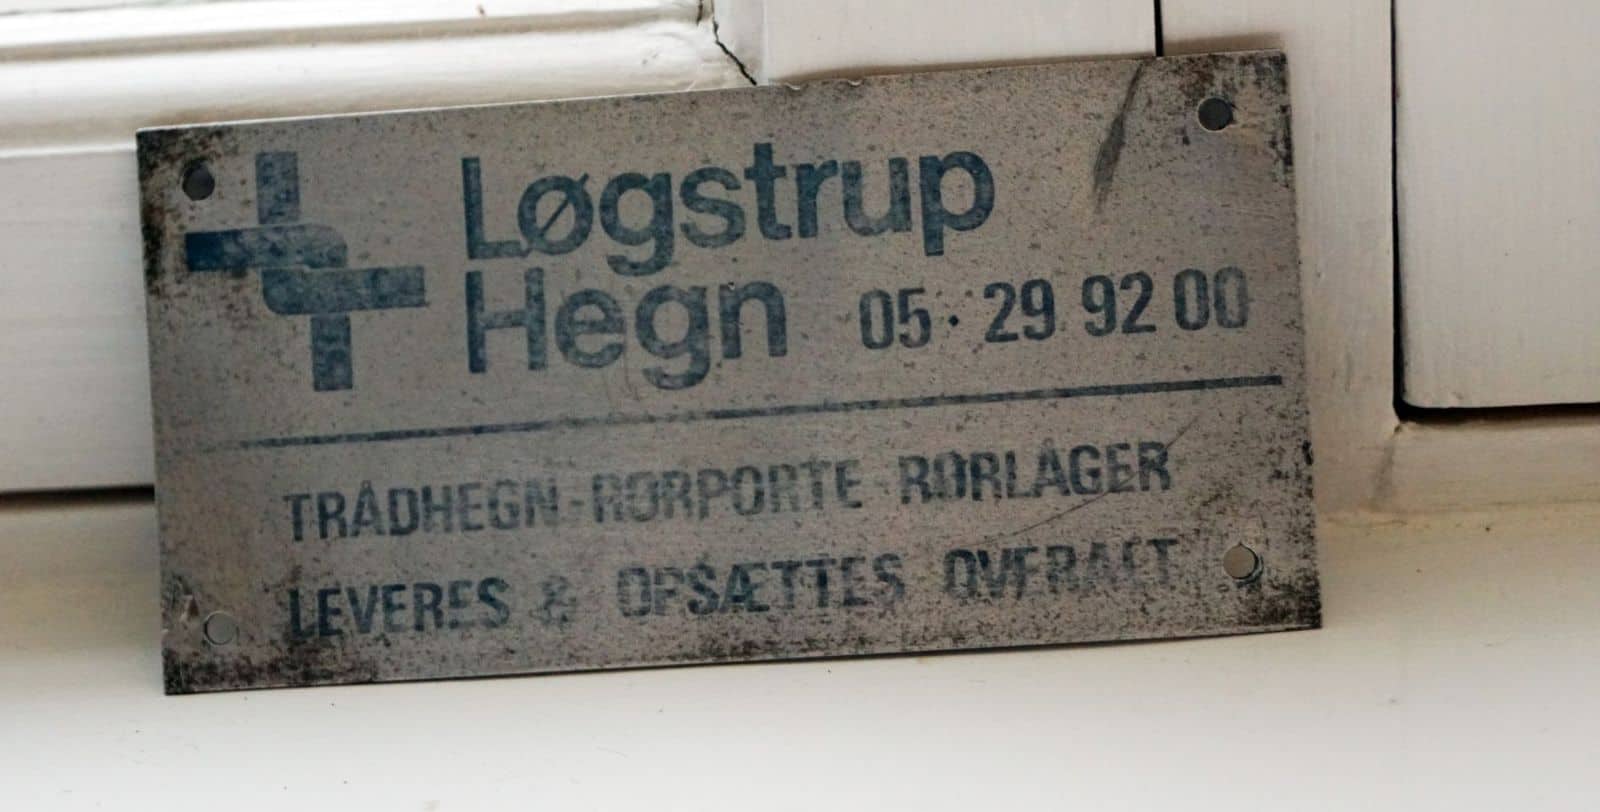 Løgstrup
Hegn 05 · 29 92 00
TRÅDHEGN-RØRPORTE RØRLÅGER
LEVERES & OPSÆTTES OVERALT